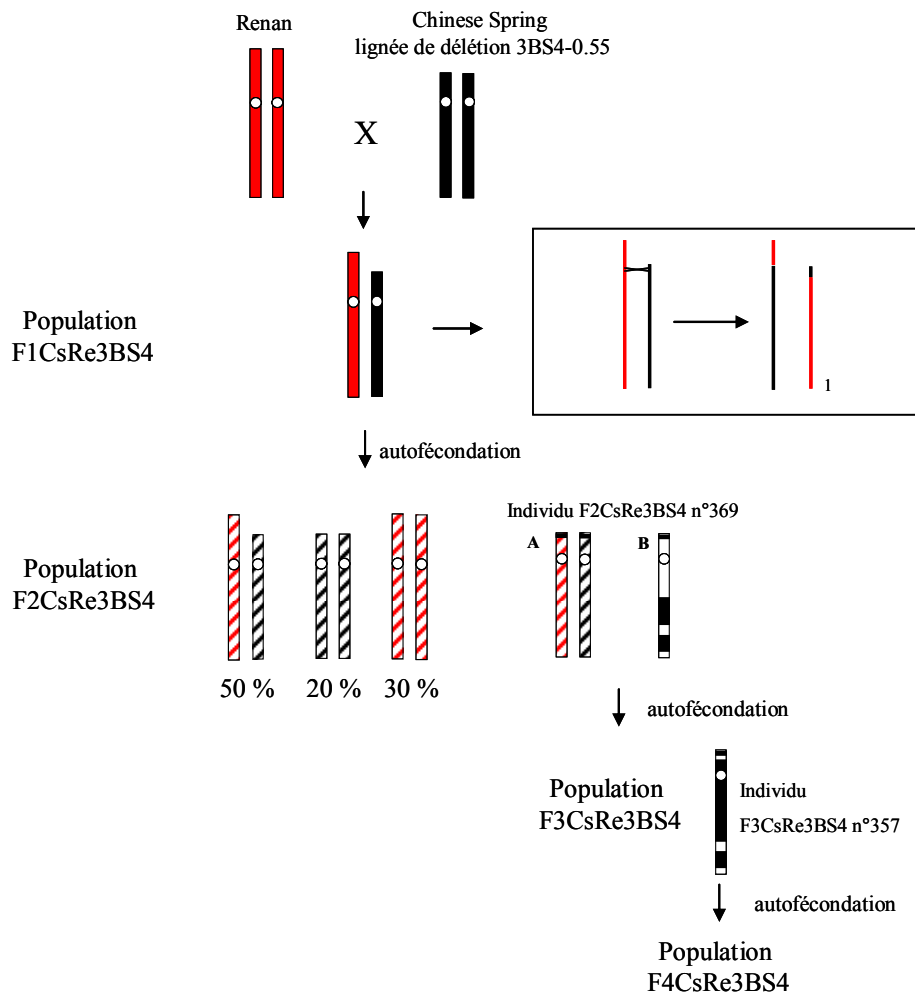 Renan
Chinese Spring
lignée de délétion 3BS4-0.55
X
Population
F1CsRe3BS4
1
autofécondation
Individu F2CsRe3BS4 n°369
A
B
Population
F2CsRe3BS4
50 %
20 %
30 %
autofécondation
Population
F3CsRe3BS4
Individu
F3CsRe3BS4 n°357
autofécondation
Population
F4CsRe3BS4